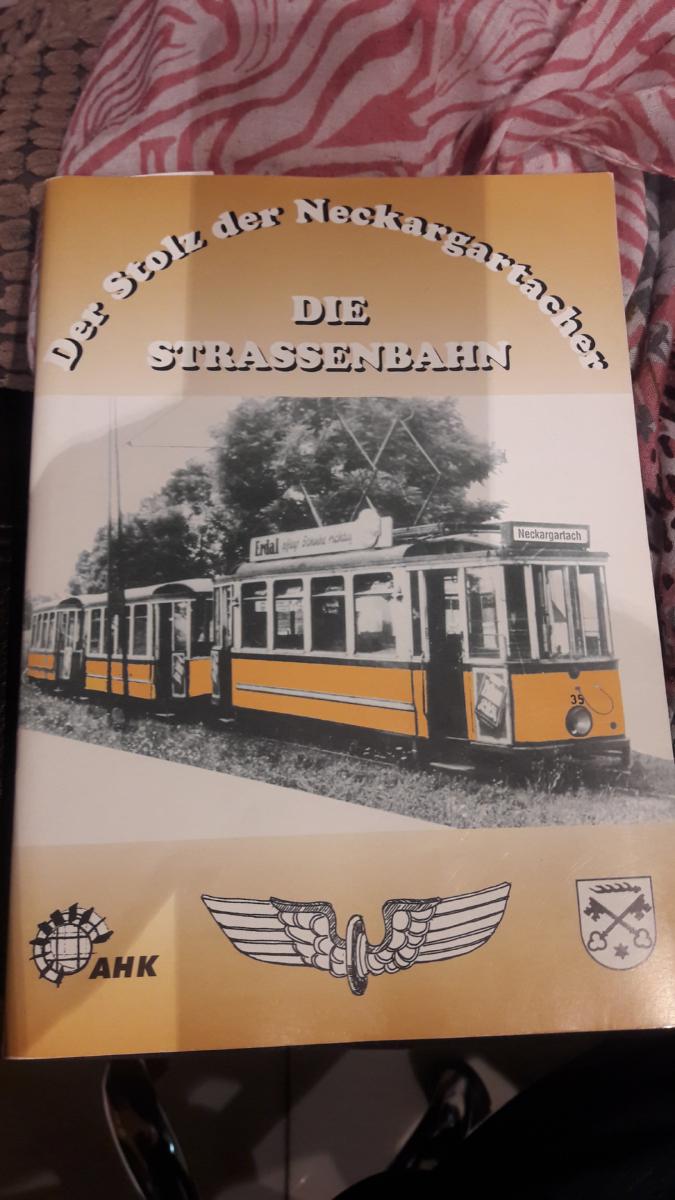 Der Stolz der Neckargartacher
DIE
STRASSENBAHN
Erdal
Neckargartach
35
AHK